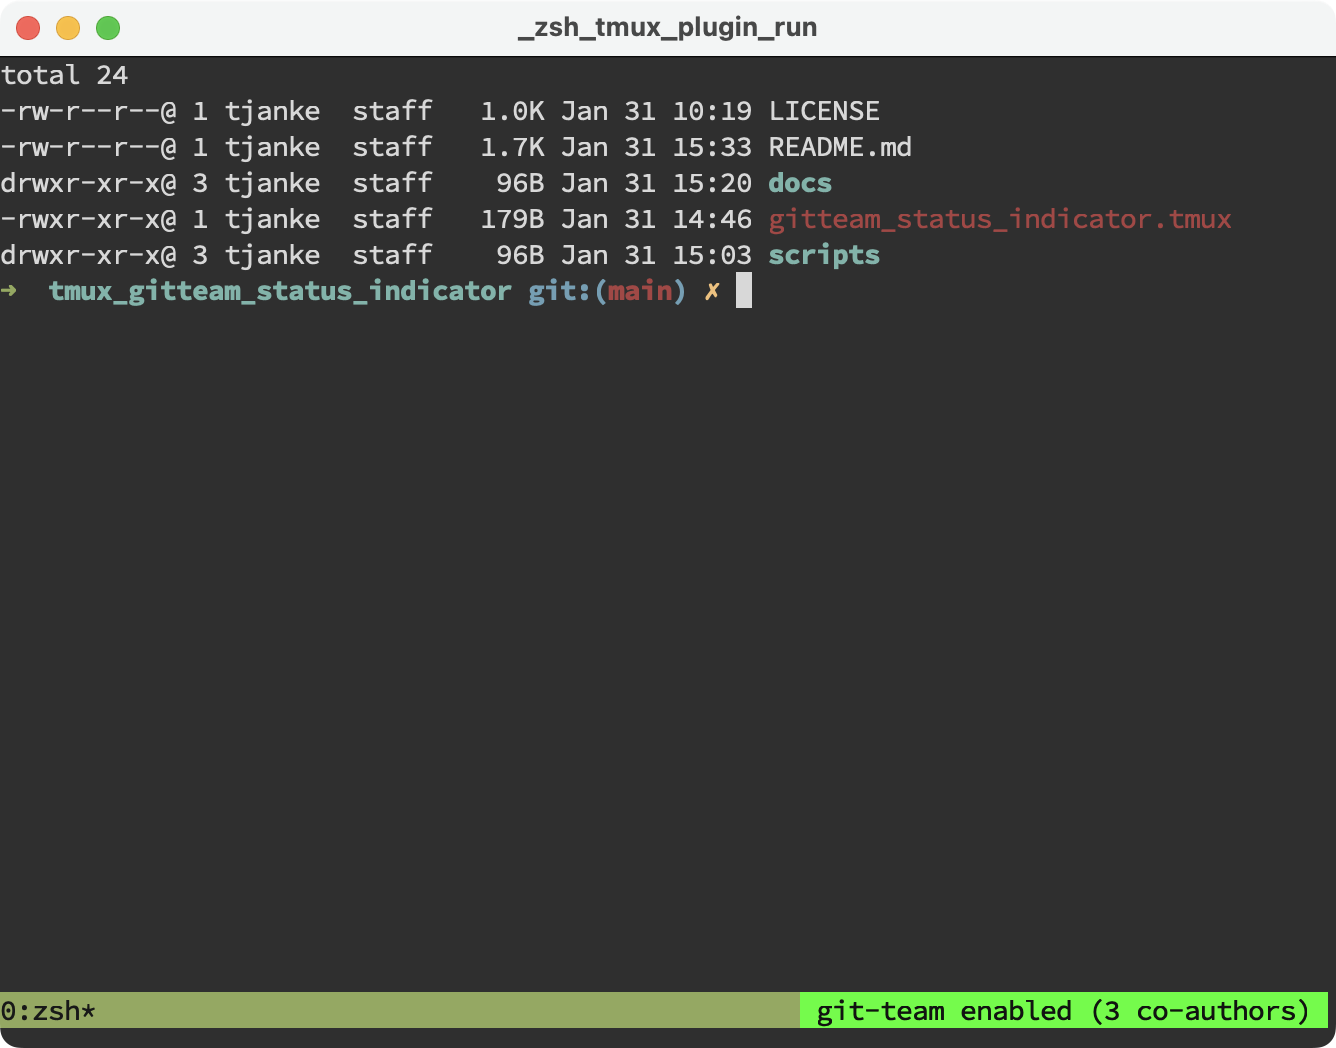 _zsh_tmux_plugin_run
total 24
-rw-r--r--@ 1 tjanke  staff   1.0K Jan 31 10:19 LICENSE
-rw-r--r--@ 1 tjanke  staff   1.7K Jan 31 15:33 README.md
drwxr-xr-x@ 3 tjanke  staff    96B Jan 31 15:20 docs
-rwxr-xr-x@ 1 tjanke  staff   179B Jan 31 14:46 gitteam_status_indicator.tmux
drwxr-xr-x@ 3 tjanke  staff    96B Jan 31 15:03 scripts
➜  tmux_gitteam_status_indicator git:(main) ✗
0:zsh* git-team enabled (3 co-authors)